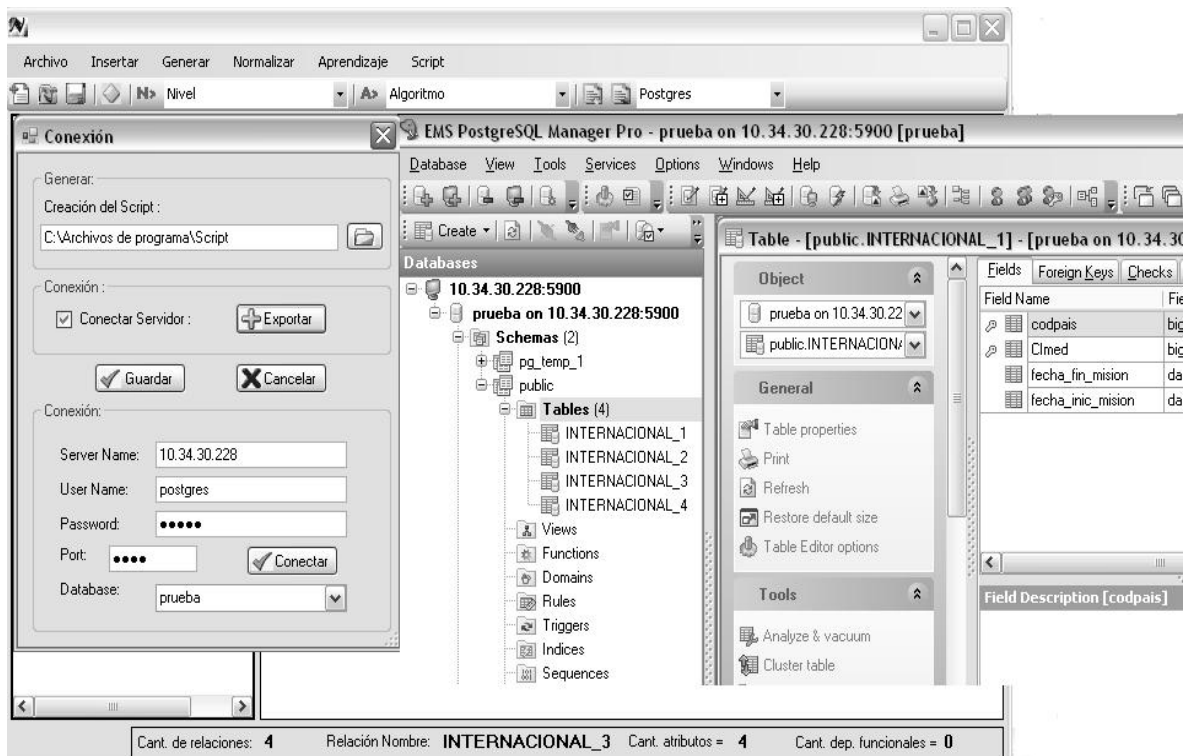 Archivo Insertar Generar Normalizar Aprendizaje Script
N> Nivel A> Algoritmo Postgres
Conexión
Generar:
Creación del Script :
C:\Archivos de programa\Script
Conexión :
Conectar Servidor : Exportar
Guardar Cancelar
Conexión:
Server Name: 10.34.30.228
User Name: postgres
Password: •••••
Port: ••••
Conectar
Database: prueba
EMS PostgreSQL Manager Pro - prueba on 10.34.30.228:5900 [prueba]
Database View Tools Services Options Windows Help
Create
Databases
10.34.30.228:5900
prueba on 10.34.30.228:5900
Schemas (2)
pg_temp_1
public
Tables (4)
INTERNACIONAL_1
INTERNACIONAL_2
INTERNACIONAL_3
INTERNACIONAL_4
Views
Functions
Domains
Rules
Triggers
Indices
Sequences
Table - [public.INTERNACIONAL_1] - [prueba on 10.34.30
Object
prueba on 10.34.30.22
public.INTERNACION
General
Table properties
Print
Refresh
Restore default size
Table Editor options
Tools
Analyze & vacuum
Cluster table
Fields Foreign Keys Checks
Field Name Fie
codpais big
CImed big
fecha_fin_mision da
fecha_inic_mision da
Field Description [codpais]
Cant. de relaciones: 4 Relación Nombre: INTERNACIONAL_3 Cant. atributos = 4 Cant. dep. funcionales = 0